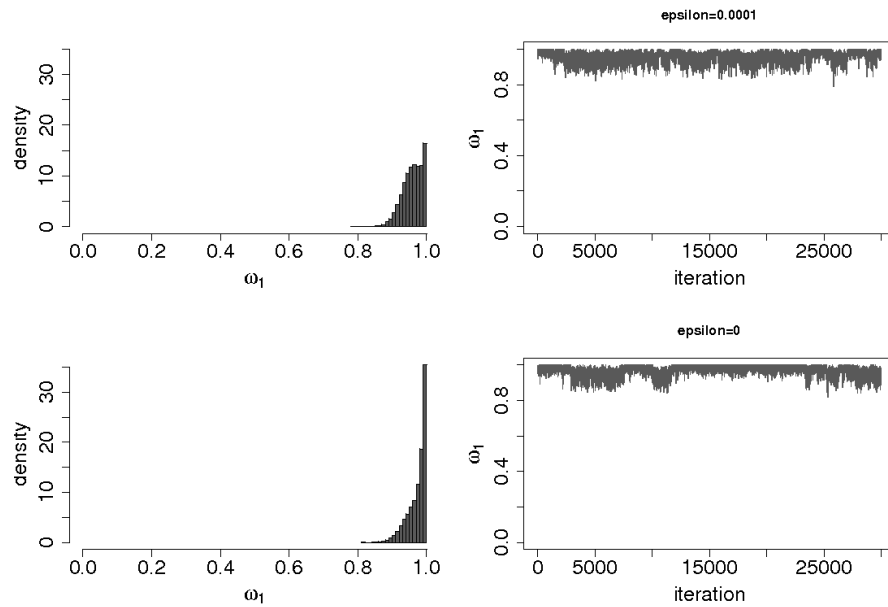 epsilon=0.0001
density
0 10 20 30
0.0 0.2 0.4 0.6 0.8 1.0
ω1
ω1
0.0 0.4 0.8
0 5000 15000 25000
iteration
epsilon=0
density
0 10 20 30
0.0 0.2 0.4 0.6 0.8 1.0
ω1
ω1
0.0 0.4 0.8
0 5000 15000 25000
iteration